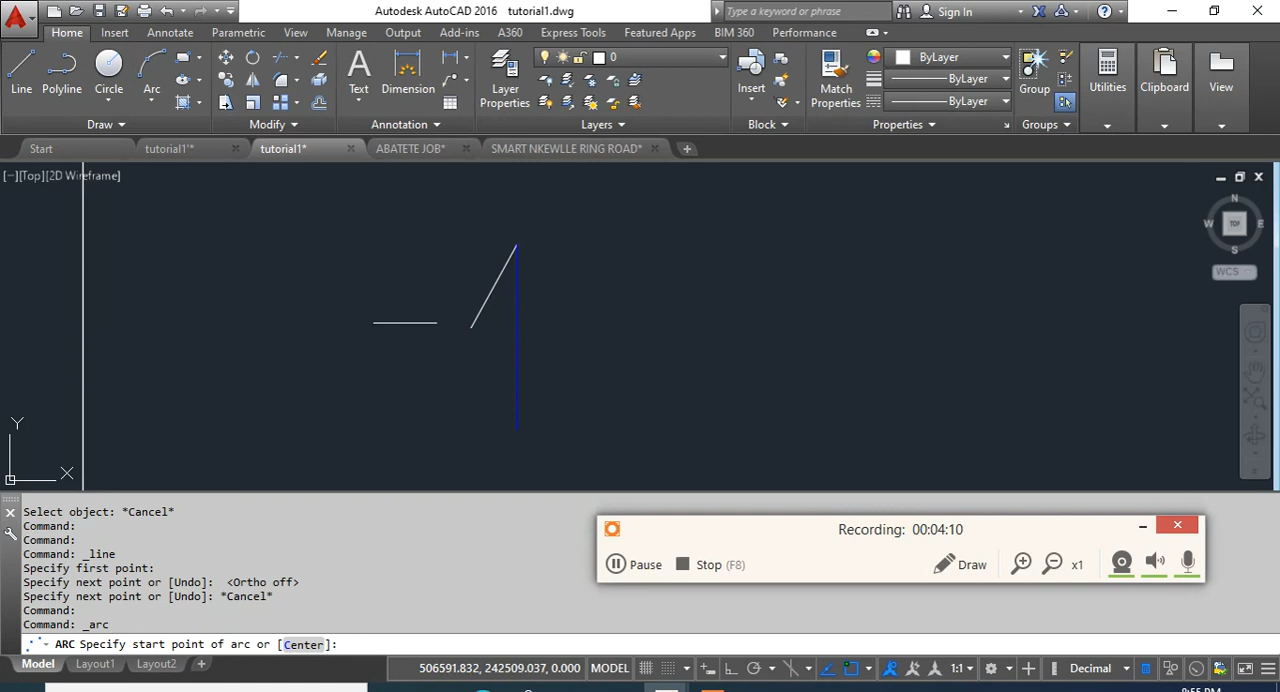 Autodesk AutoCAD 2016 tutorial1.dwg
Type a keyword or phrase
Sign In
Home Insert Annotate Parametric View Manage Output Add-ins A360 Express Tools Featured Apps BIM 360 Performance
Line Polyline Circle Arc
Text Dimension
Layer Properties
0
Insert
Match Properties
ByLayer
ByLayer
ByLayer
Group
Utilities
Clipboard
View
Draw Modify Annotation Layers Block Properties Groups
Start tutorial1'* tutorial1* ABATETE JOB* SMART NKEWLLE RING ROAD*
[−][Top][2D Wireframe]
N
W TOP E
S
WCS
Y
X
Select object: *Cancel*
Command:
Command:
Command: _line
Specify first point:
Specify next point or [Undo]: <Ortho off>
Specify next point or [Undo]: *Cancel*
Command:
Command: _arc
ARC Specify start point of arc or [Center]:
Recording: 00:04:10
Pause Stop (F8) Draw x1
Model Layout1 Layout2 +
506591.832, 242509.037, 0.000 MODEL 1:1 Decimal